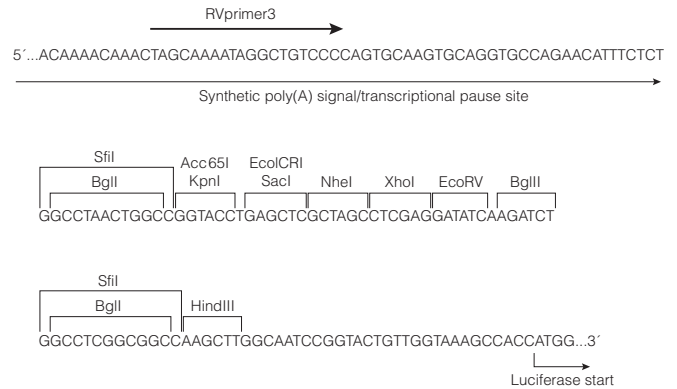 RVprimer3
5´...ACAAAACAAACTAGCAAAATAGGCTGTCCCCAGTGCAAGTGCAGGTGCCAGAACATTTCTCT
Synthetic poly(A) signal/transcriptional pause site
SfiI
Acc65I EcoICRI
BglI KpnI SacI NheI XhoI EcoRV BglII
GGCCTAACTGGCCGGTACCTGAGCTCGCTAGCCTCGAGGATATCAAGATCT
SfiI
BglI HindIII
GGCCTCGGCGGCCAAGCTTGGCAATCCGGTACTGTTGGTAAAGCCACCATGG...3´
Luciferase start